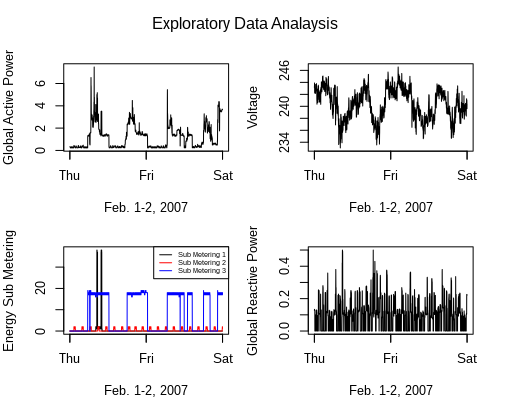 Exploratory Data Analaysis
Global Active Power
0 2 4 6
Thu Fri Sat
Feb. 1-2, 2007
Voltage
234 240 246
Thu Fri Sat
Feb. 1-2, 2007
Energy Sub Metering
0 20
Sub Metering 1
Sub Metering 2
Sub Metering 3
Thu Fri Sat
Feb. 1-2, 2007
Global Reactive Power
0.0 0.2 0.4
Thu Fri Sat
Feb. 1-2, 2007